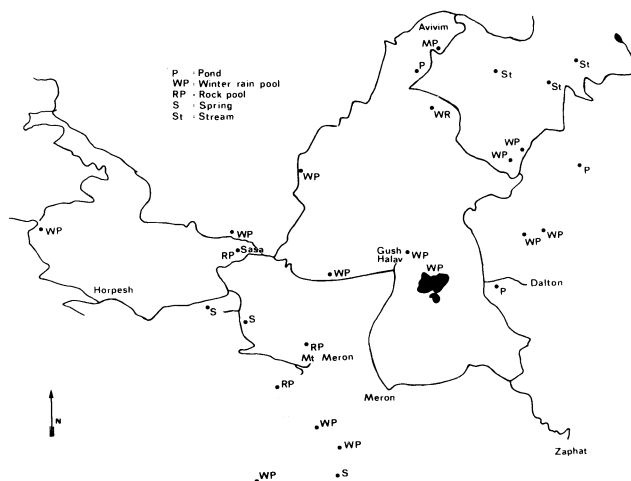 Avivim
MP
P
St
St
St
P : Pond
WP : Winter rain pool
RP : Rock pool
S : Spring
St : Stream
WR
WP
WP
P
WP
WP
WP
RP
Sasa
WP
WP
Gush
Halav
WP
WP
WP
WP
Horpesh
P
Dalton
S
S
RP
Mt Meron
RP
Meron
N
WP
WP
Zaphat
WP
S